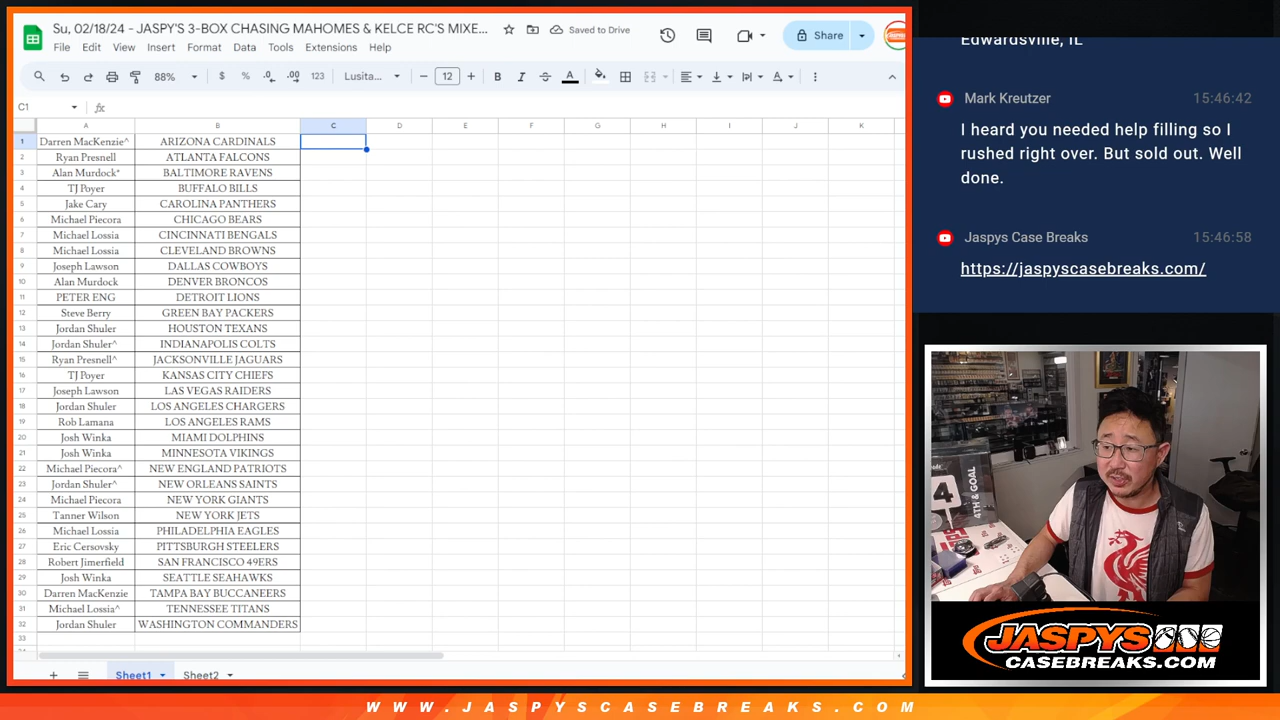 Su, 02/18/24 - JASPY'S 3-BOX CHASING MAHOMES & KELCE RC'S MIXE...
Saved to Drive
Share
File Edit View Insert Format Data Tools Extensions Help
88% $ % .0 .00 123 Lusita... 12 B I A
C1 fx
A B C D E F G H I J K
1 Darren MacKenzie^ ARIZONA CARDINALS
2 Ryan Presnell ATLANTA FALCONS
3 Alan Murdock* BALTIMORE RAVENS
4 TJ Poyer BUFFALO BILLS
5 Jake Cary CAROLINA PANTHERS
6 Michael Piecora CHICAGO BEARS
7 Michael Lossia CINCINNATI BENGALS
8 Michael Lossia CLEVELAND BROWNS
9 Joseph Lawson DALLAS COWBOYS
10 Alan Murdock DENVER BRONCOS
11 PETER ENG DETROIT LIONS
12 Steve Berry GREEN BAY PACKERS
13 Jordan Shuler HOUSTON TEXANS
14 Jordan Shuler^ INDIANAPOLIS COLTS
15 Ryan Presnell^ JACKSONVILLE JAGUARS
16 TJ Poyer KANSAS CITY CHIEFS
17 Joseph Lawson LAS VEGAS RAIDERS
18 Jordan Shuler LOS ANGELES CHARGERS
19 Rob Lamana LOS ANGELES RAMS
20 Josh Winka MIAMI DOLPHINS
21 Josh Winka MINNESOTA VIKINGS
22 Michael Piecora^ NEW ENGLAND PATRIOTS
23 Jordan Shuler^ NEW ORLEANS SAINTS
24 Michael Piecora NEW YORK GIANTS
25 Tanner Wilson NEW YORK JETS
26 Michael Lossia PHILADELPHIA EAGLES
27 Eric Cersovsky PITTSBURGH STEELERS
28 Robert Jimerfield SAN FRANCISCO 49ERS
29 Josh Winka SEATTLE SEAHAWKS
30 Darren MacKenzie TAMPA BAY BUCCANEERS
31 Michael Lossia^ TENNESSEE TITANS
32 Jordan Shuler WASHINGTON COMMANDERS
33
Sheet1 Sheet2
Edwardsville, IL
Mark Kreutzer 15:46:42
I heard you needed help filling so I
rushed right over. But sold out. Well
done.
Jaspys Case Breaks 15:46:58
https://jaspyscasebreaks.com/
4
4TH & GOAL
JASPYS
CASEBREAKS.COM
WWW.JASPYSCASEBREAKS.COM